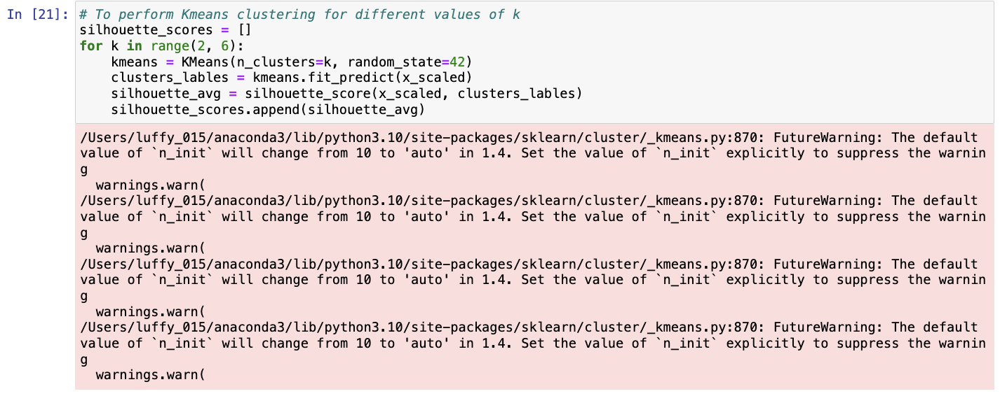 In [21]: # To perform Kmeans clustering for different values of k
silhouette_scores = []
for k in range(2, 6):
    kmeans = KMeans(n_clusters=k, random_state=42)
    clusters_lables = kmeans.fit_predict(x_scaled)
    silhouette_avg = silhouette_score(x_scaled, clusters_lables)
    silhouette_scores.append(silhouette_avg)
/Users/luffy_015/anaconda3/lib/python3.10/site-packages/sklearn/cluster/_kmeans.py:870: FutureWarning: The default
value of `n_init` will change from 10 to 'auto' in 1.4. Set the value of `n_init` explicitly to suppress the warnin
g
  warnings.warn(
/Users/luffy_015/anaconda3/lib/python3.10/site-packages/sklearn/cluster/_kmeans.py:870: FutureWarning: The default
value of `n_init` will change from 10 to 'auto' in 1.4. Set the value of `n_init` explicitly to suppress the warnin
g
  warnings.warn(
/Users/luffy_015/anaconda3/lib/python3.10/site-packages/sklearn/cluster/_kmeans.py:870: FutureWarning: The default
value of `n_init` will change from 10 to 'auto' in 1.4. Set the value of `n_init` explicitly to suppress the warnin
g
  warnings.warn(
/Users/luffy_015/anaconda3/lib/python3.10/site-packages/sklearn/cluster/_kmeans.py:870: FutureWarning: The default
value of `n_init` will change from 10 to 'auto' in 1.4. Set the value of `n_init` explicitly to suppress the warnin
g
  warnings.warn(